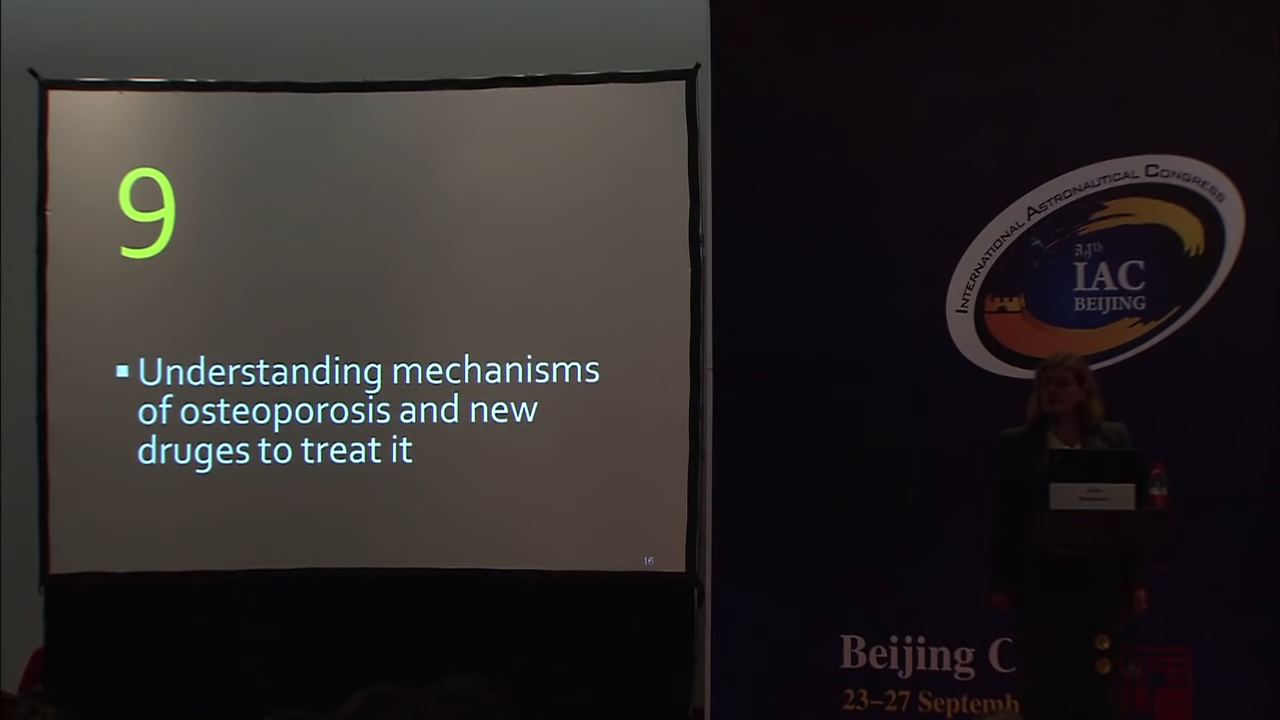 9
▪ Understanding mechanisms
of osteoporosis and new
druges to treat it
16
INTERNATIONAL ASTRONAUTICAL CONGRESS
IAC
BEIJING
Beijing C
23–27 Septemb